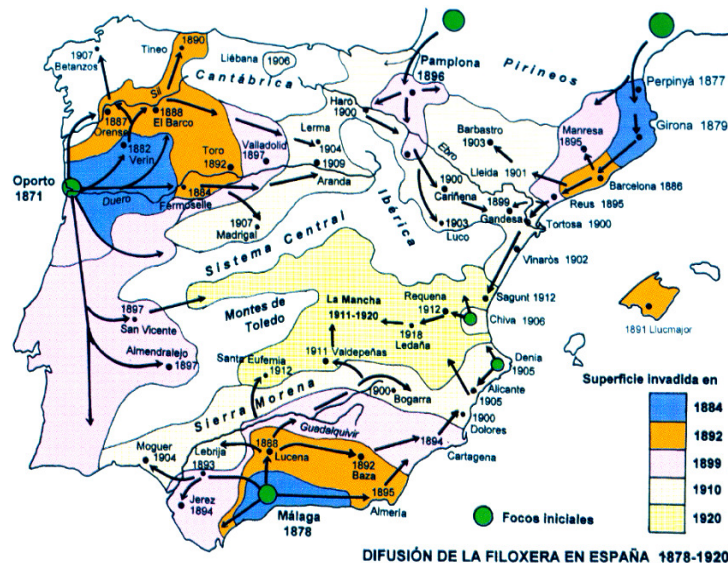 1890
Tineo
Liébana
1906
1907
Betanzos
Cantábrica
Sil
1887
Orense
1888
El Barco
1882
Verín
Toro
1892
Valladolid
1897
Lerma
1904
1909
Aranda
Haro
1900
Pamplona
1896
Pirineos
Perpinyà 1877
Girona
1879
Manresa
1895
Barbastro
1903
Lleida
1901
Ebro
Barcelona
1886
Reus 1895
1900
Cariñena
1899
Gandesa
Tortosa 1900
1903
Luco
Ibérica
Vinaròs 1902
Oporto
1871
Duero
1884
Fermoselle
1907
Madrigal
Sistema Central
Sagunt 1912
Requena
1912
Chiva 1906
La Mancha
1911-1920
1918
Ledaña
Montes de
Toledo
1897
San Vicente
Almendralejo
1897
Santa Eufemia
1912
1911
Valdepeñas
1900
Bogarra
Denia
1905
Alicante
1905
1900
Dolores
Cartagena
Sierra Morena
Guadalquivir
Moguer
1904
Lebrija
1893
Jerez
1894
1888
Lucena
1892
Baza
1894
1895
Almería
Málaga
1878
1891 Llucmajor
Superficie invadida en
1884
1892
1899
1910
1920
Focos iniciales
DIFUSIÓN DE LA FILOXERA EN ESPAÑA 1878-1920